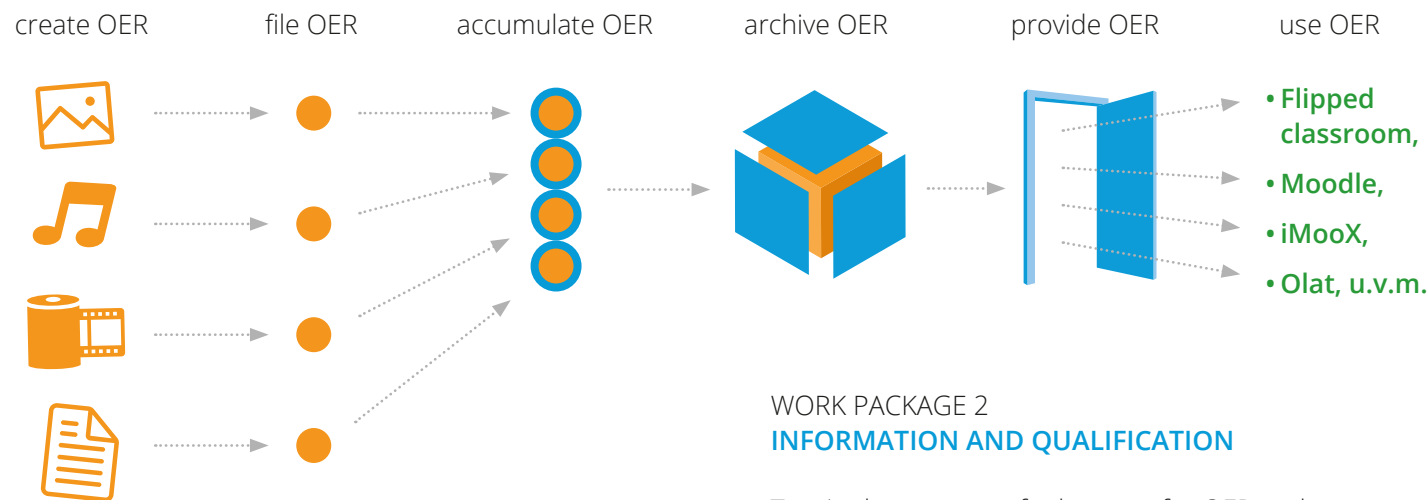 create OER
file OER
accumulate OER
archive OER
provide OER
use OER
• Flipped
classroom,
• Moodle,
• iMooX,
• Olat, u.v.m.
WORK PACKAGE 2
INFORMATION AND QUALIFICATION